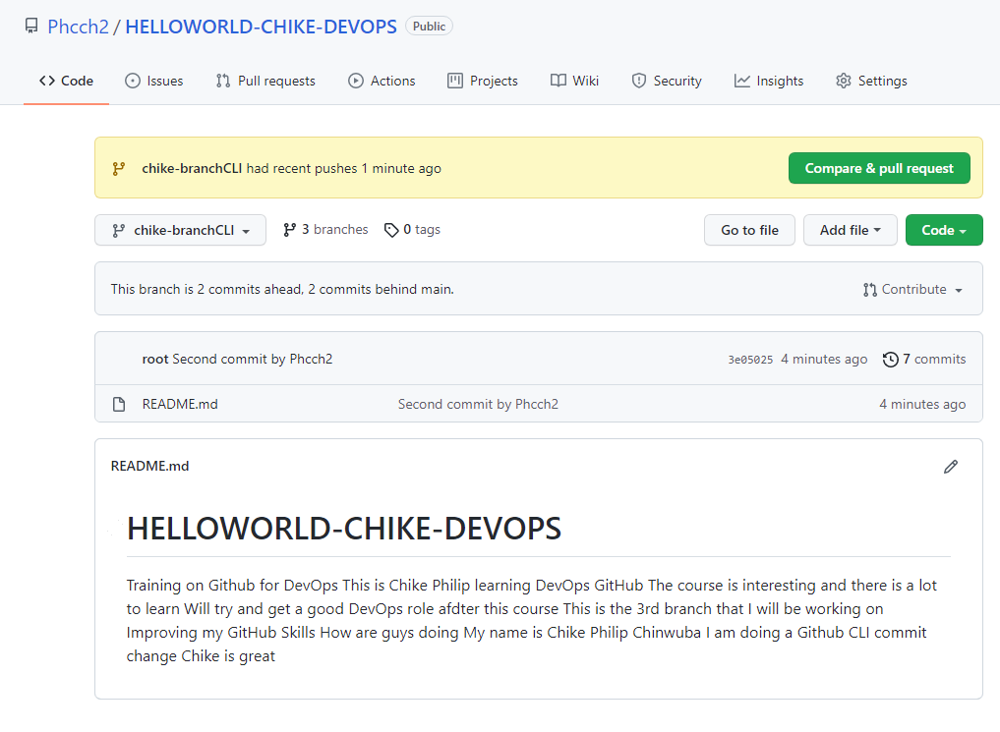 Phcch2 / HELLOWORLD-CHIKE-DEVOPS Public
Code Issues Pull requests Actions Projects Wiki Security Insights Settings
chike-branchCLI had recent pushes 1 minute ago Compare & pull request
chike-branchCLI 3 branches 0 tags Go to file Add file Code
This branch is 2 commits ahead, 2 commits behind main. Contribute
root Second commit by Phcch2 3e05025 4 minutes ago 7 commits
README.md Second commit by Phcch2 4 minutes ago
README.md
HELLOWORLD-CHIKE-DEVOPS
Training on Github for DevOps This is Chike Philip learning DevOps GitHub The course is interesting and there is a lot
to learn Will try and get a good DevOps role afdter this course This is the 3rd branch that I will be working on
Improving my GitHub Skills How are guys doing My name is Chike Philip Chinwuba I am doing a Github CLI commit
change Chike is great